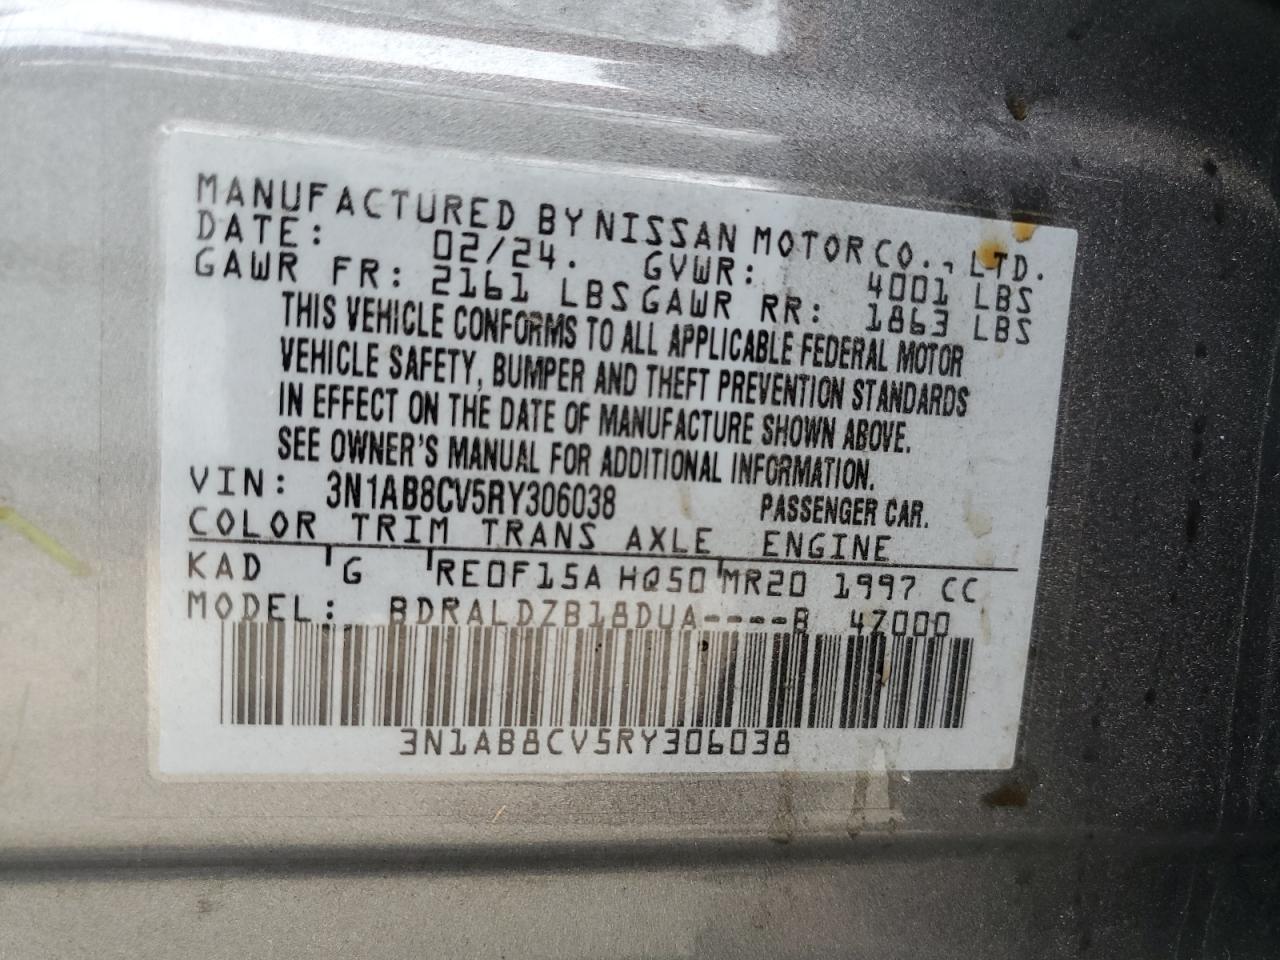 MANUFACTURED BY NISSAN MOTOR CO., LTD.
DATE: 02/24. GVWR: 4001 LBS
GAWR FR: 2161 LBS GAWR RR: 1863 LBS
THIS VEHICLE CONFORMS TO ALL APPLICABLE FEDERAL MOTOR
VEHICLE SAFETY, BUMPER AND THEFT PREVENTION STANDARDS
IN EFFECT ON THE DATE OF MANUFACTURE SHOWN ABOVE.
SEE OWNER'S MANUAL FOR ADDITIONAL INFORMATION.
VIN: 3N1AB8CV5RY306038 PASSENGER CAR.
COLOR TRIM TRANS AXLE ENGINE
KAD G RE0F15A HQ50 MR20 1997 CC
MODEL: BDRALDZB18DUA----B 4Z000
3N1AB8CV5RY306038